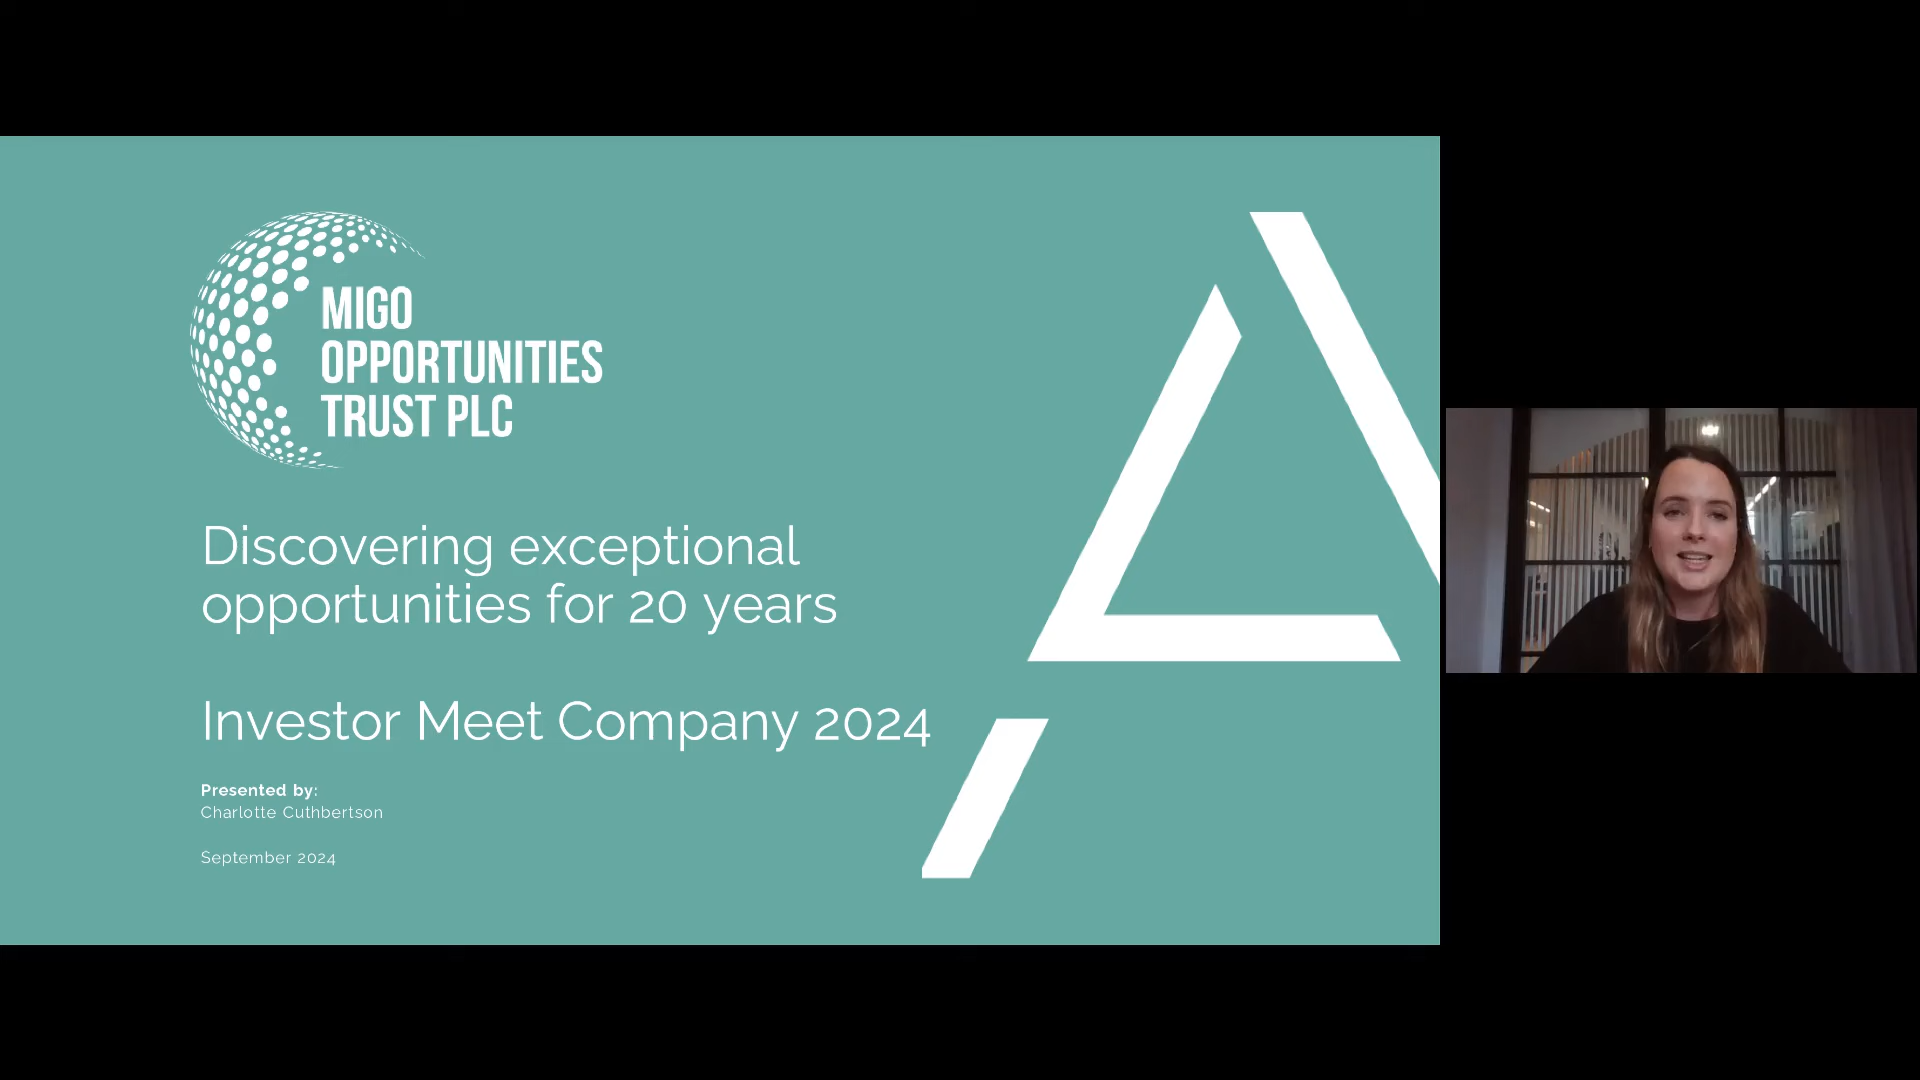 MIGO
OPPORTUNITIES
TRUST PLC
Discovering exceptional
opportunities for 20 years
Investor Meet Company 2024
Presented by:
Charlotte Cuthbertson
September 2024